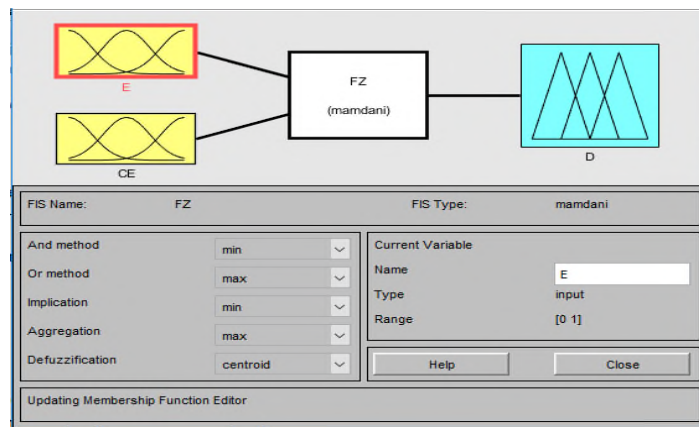 E
FZ
(mamdani)
D
CE
FIS Name: FZ FIS Type: mamdani
And method min
Or method max
Implication min
Aggregation max
Defuzzification centroid
Current Variable
Name E
Type input
Range [0 1]
Help Close
Updating Membership Function Editor